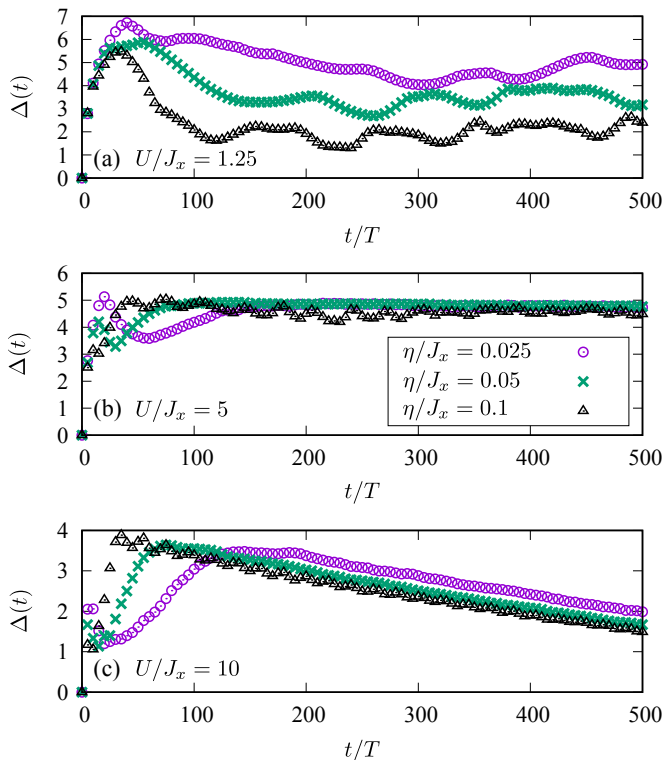 7
6
5
4
3
2
1
0
Δ(t)
(a) U/J_x = 1.25
0 100 200 300 400 500
t/T
6
5
4
3
2
1
0
Δ(t)
η/J_x = 0.025
η/J_x = 0.05
η/J_x = 0.1
(b) U/J_x = 5
0 100 200 300 400 500
t/T
4
3
2
1
0
Δ(t)
(c) U/J_x = 10
0 100 200 300 400 500
t/T